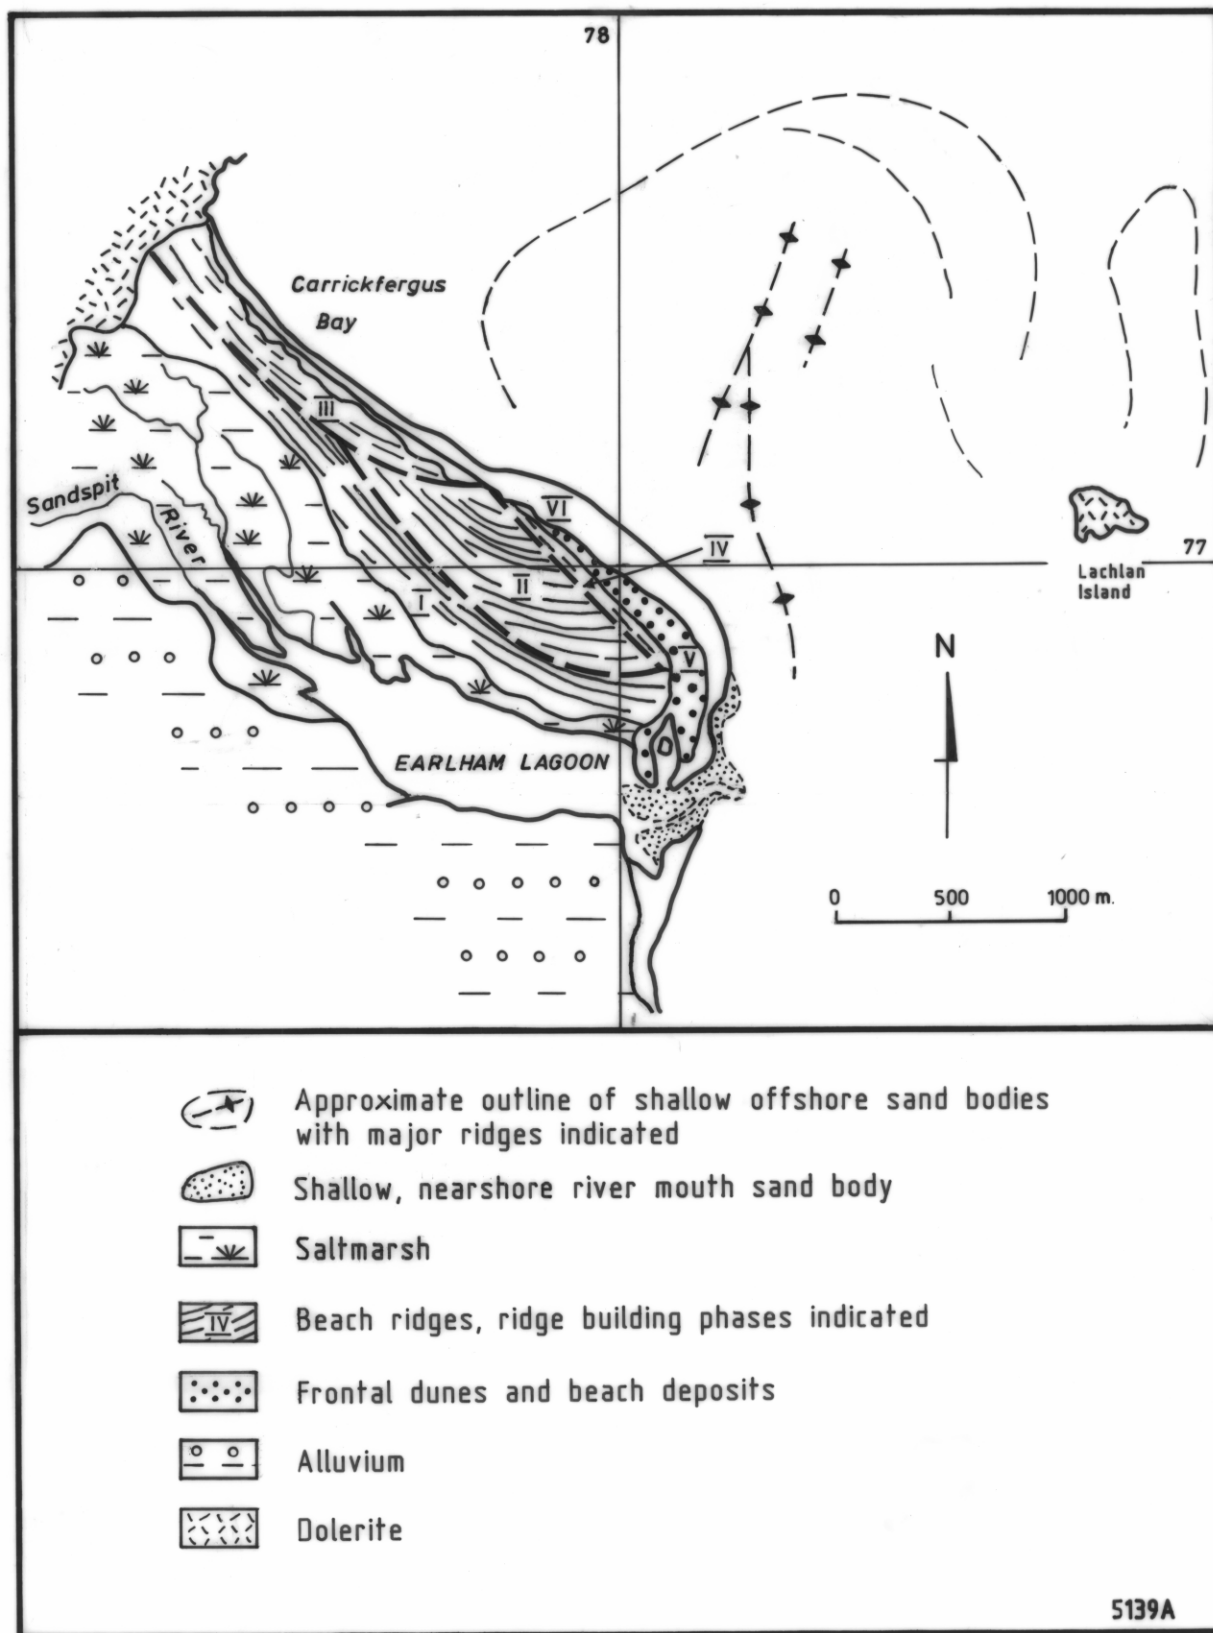 78
Carrickfergus
Bay
III
Sandspit
River
VI
IV
77
Lachlan
Island
II
I
N
V
EARLHAM LAGOON
0 500 1000 m.
Approximate outline of shallow offshore sand bodies
with major ridges indicated
Shallow, nearshore river mouth sand body
Saltmarsh
IV
Beach ridges, ridge building phases indicated
Frontal dunes and beach deposits
Alluvium
Dolerite
5139A